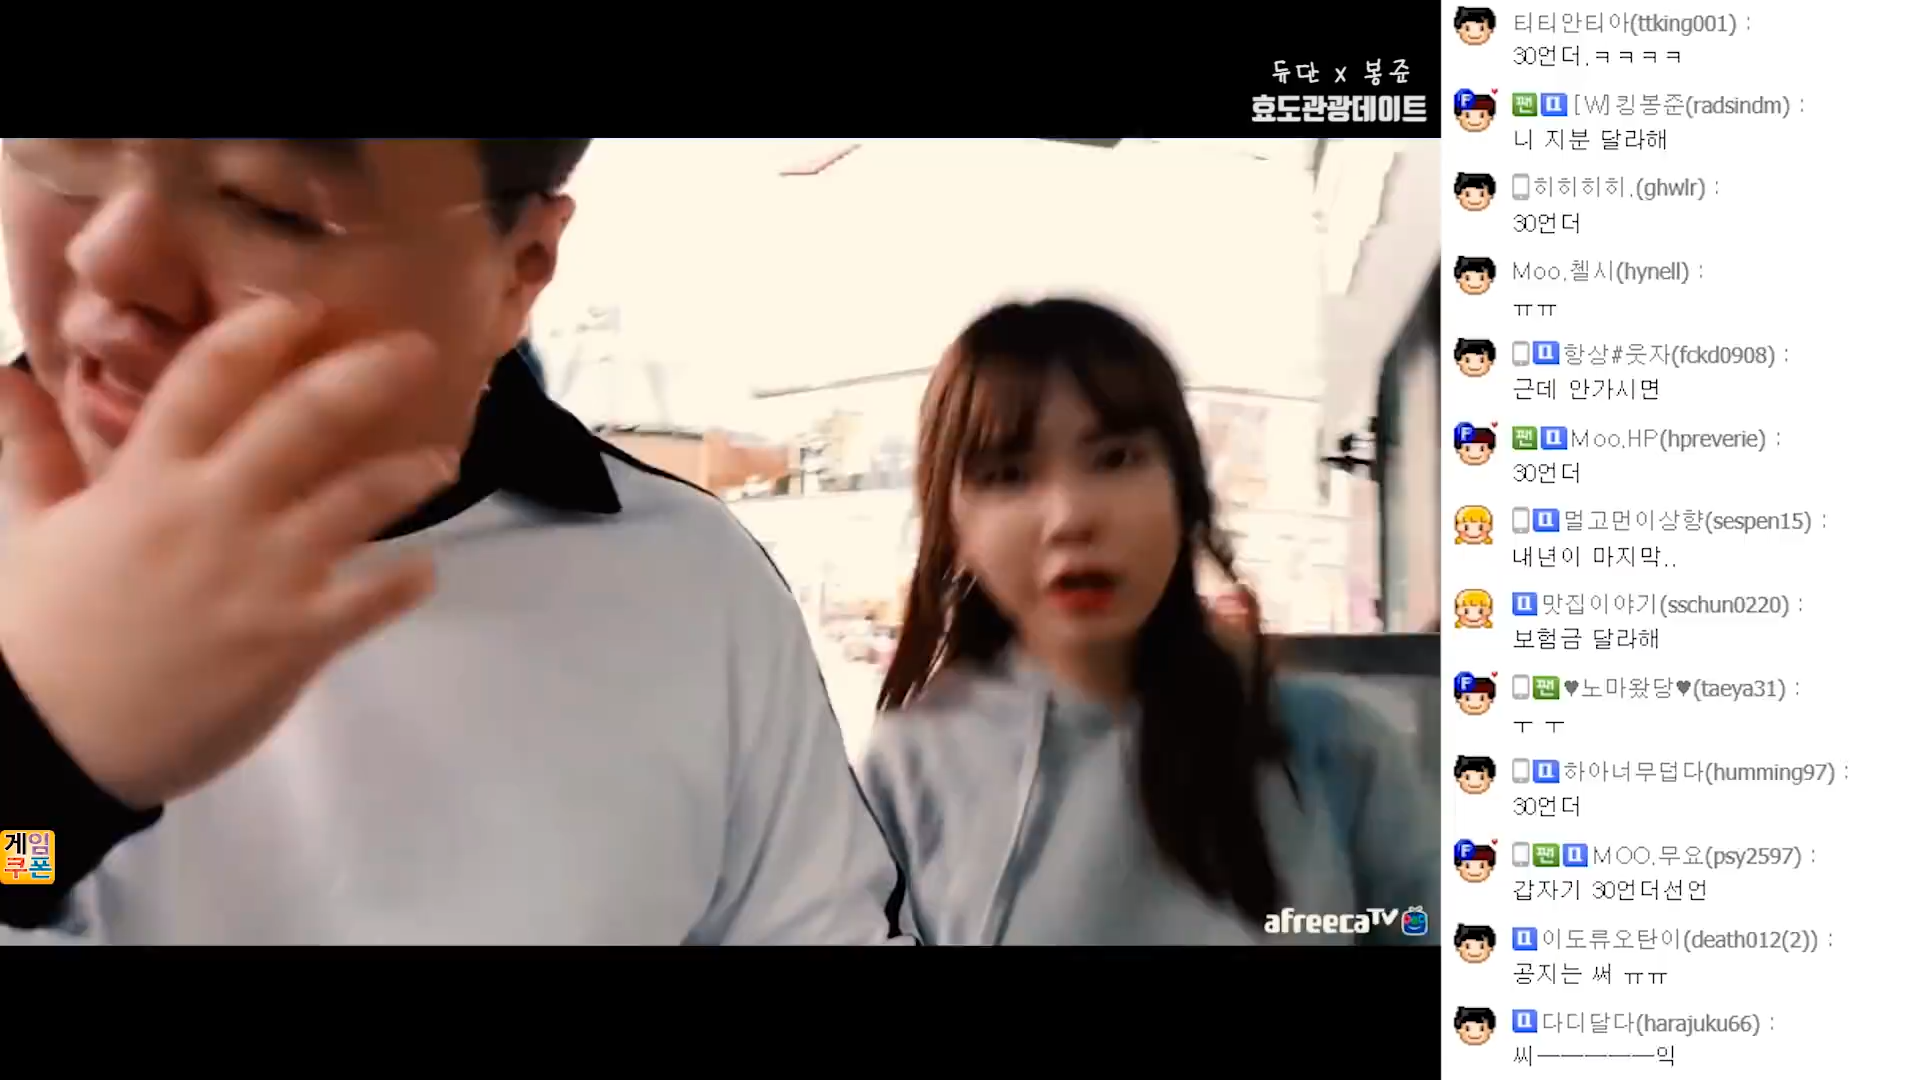 듀단 x 봉쥰
효도관광데이트
게임
쿠폰
afreecaTV
티티안티아(ttking001) :
30언더.ㅋㅋㅋㅋ
팬 [W]킹봉준(radsindm) :
니 지분 달라해
히히히히.(ghwlr) :
30언더
Moo.첼시(hynell) :
ㅠㅠ
항상#웃자(fckd0908) :
근데 안가시면
팬 Moo.HP(hpreverie) :
30언더
멀고먼이상향(sespen15) :
내년이 마지막..
맛집이야기(sschun0220) :
보험금 달라해
팬 ♥노마왔당♥(taeya31) :
ㅜ ㅜ
하아너무덥다(humming97) :
30언더
팬 MOO.무요(psy2597) :
갑자기 30언더선언
이도류오탄이(death012(2)) :
공지는 써 ㅠㅠ
다디달다(harajuku66) :
씨─────익